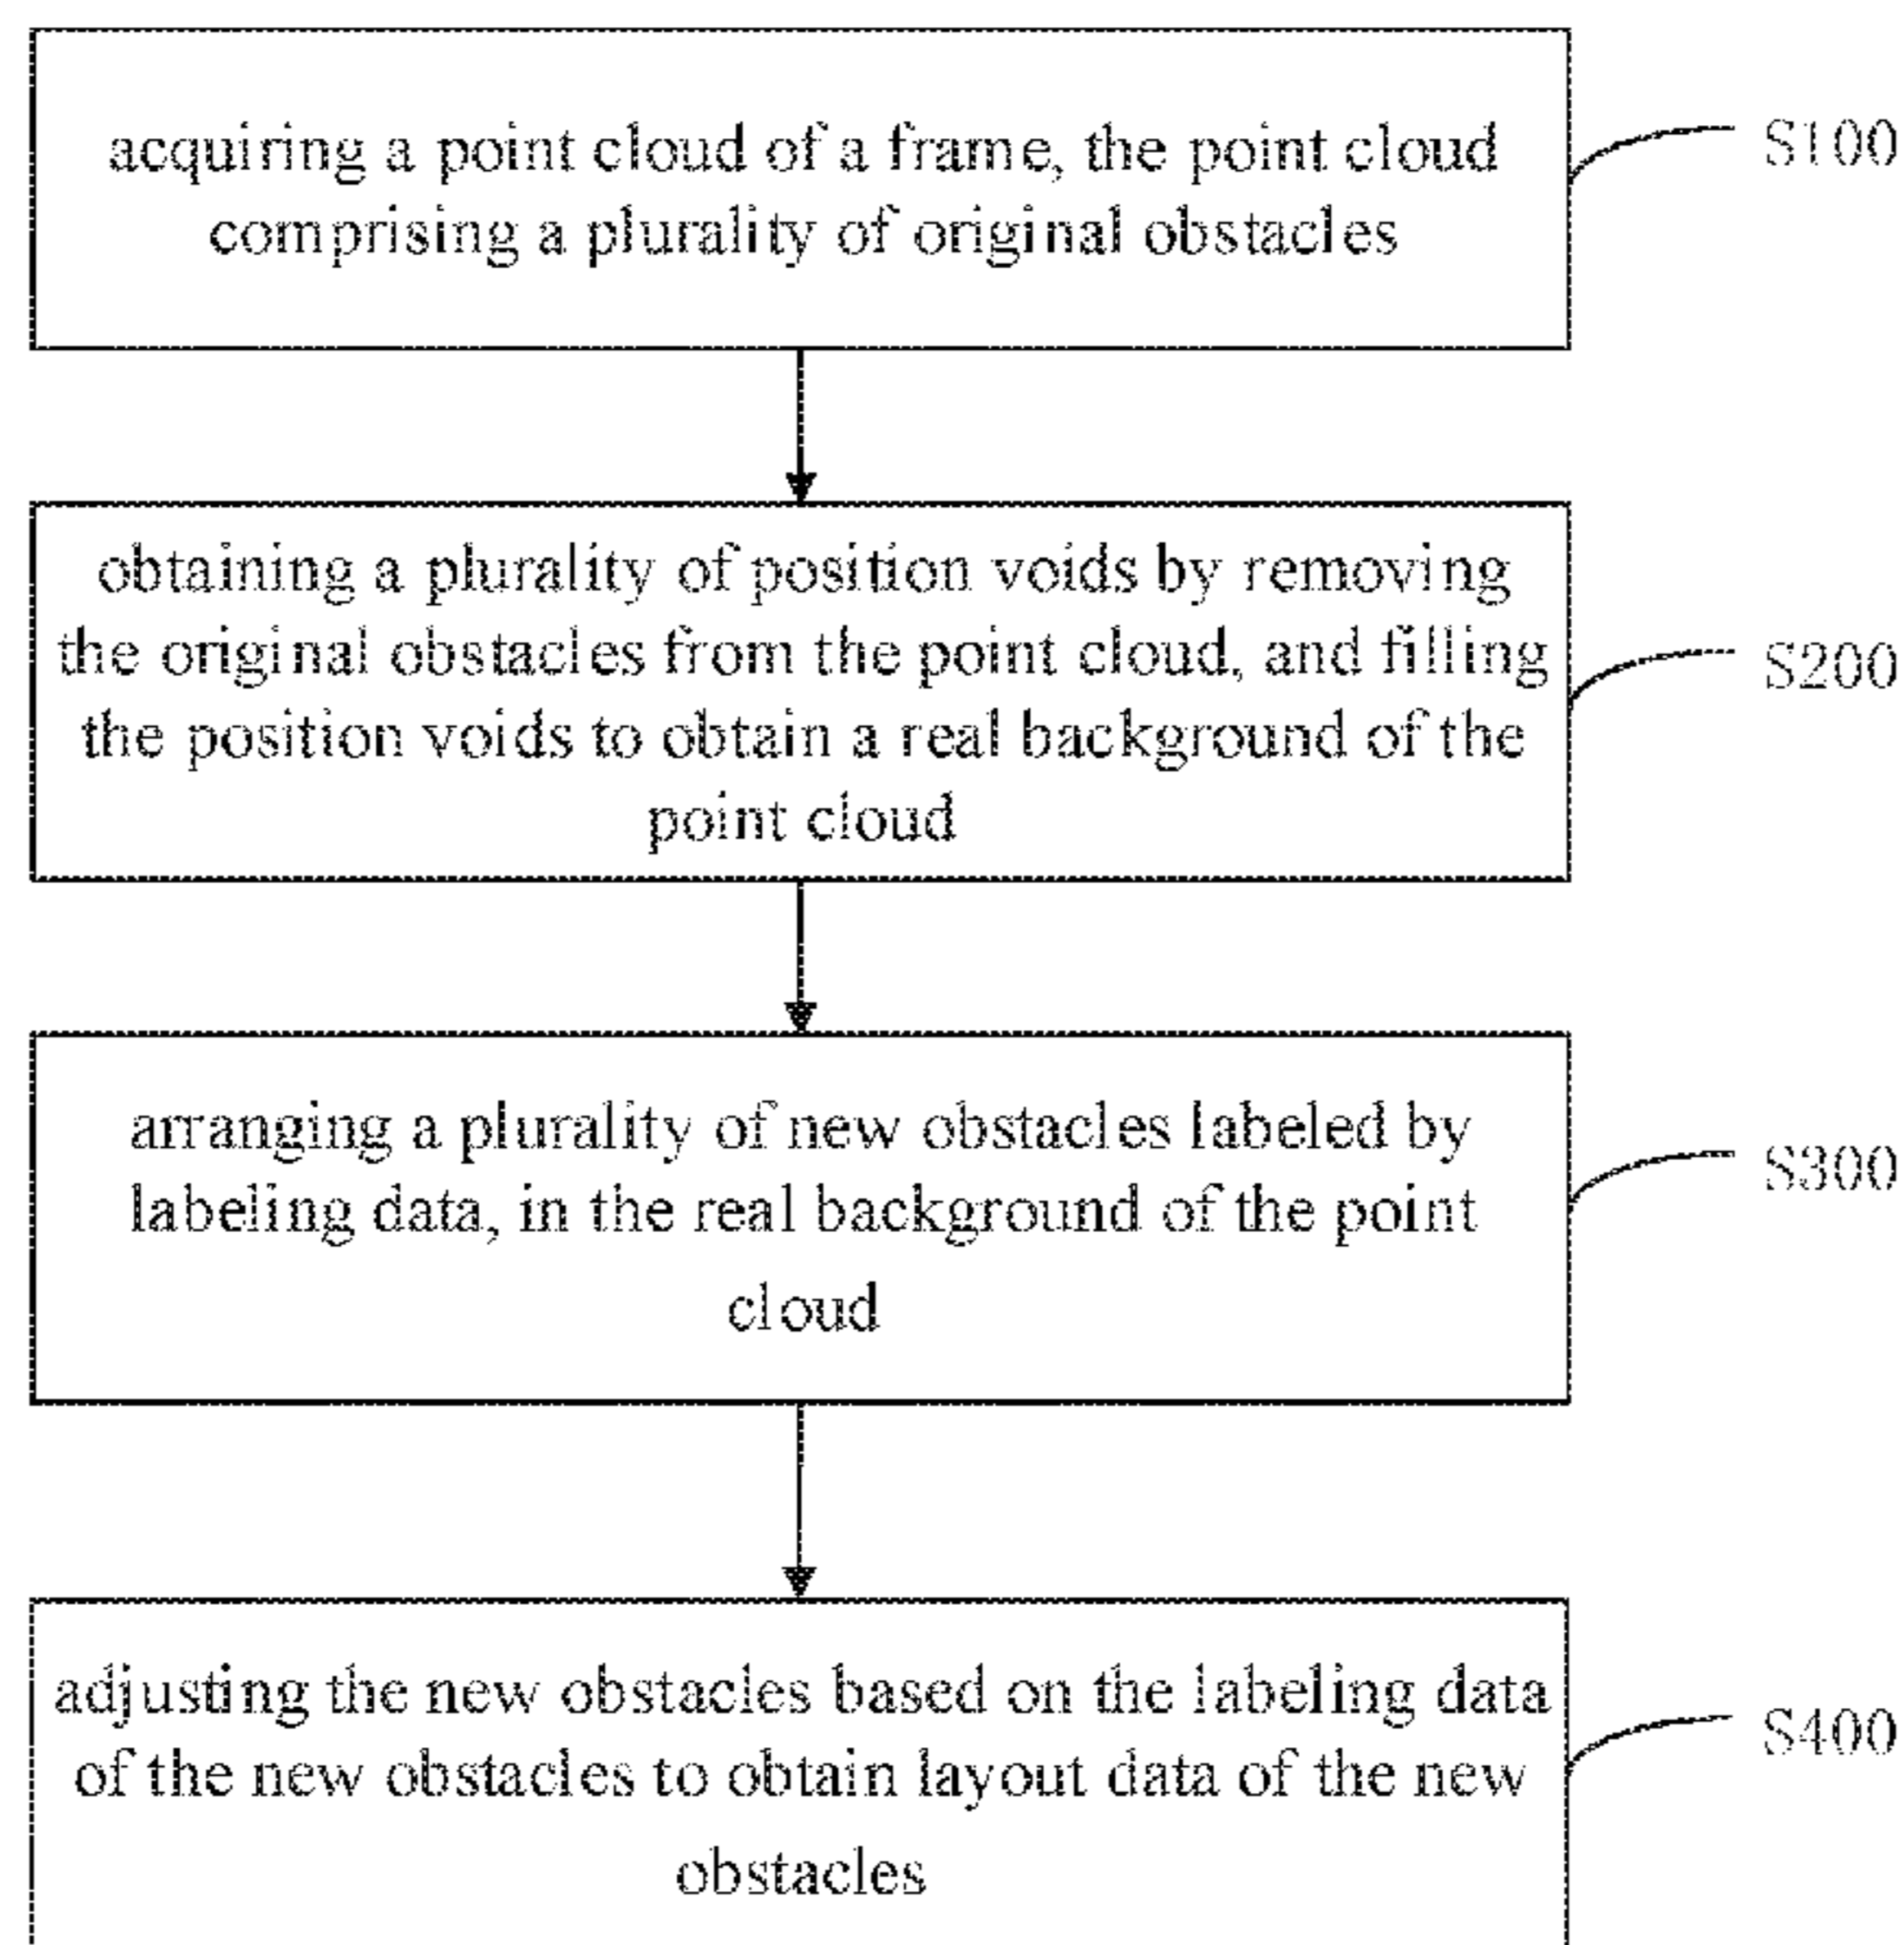 acquiring a point cloud of a frame, the point cloud
comprising a plurality of original obstacles
S100
obtaining a plurality of position voids by removing
the original obstacles from the point cloud, and filling
the position voids to obtain a real background of the
point cloud
S200
arranging a plurality of new obstacles labeled by
labeling data, in the real background of the point
cloud
S300
adjusting the new obstacles based on the labeling data
of the new obstacles to obtain layout data of the new
obstacles
S400